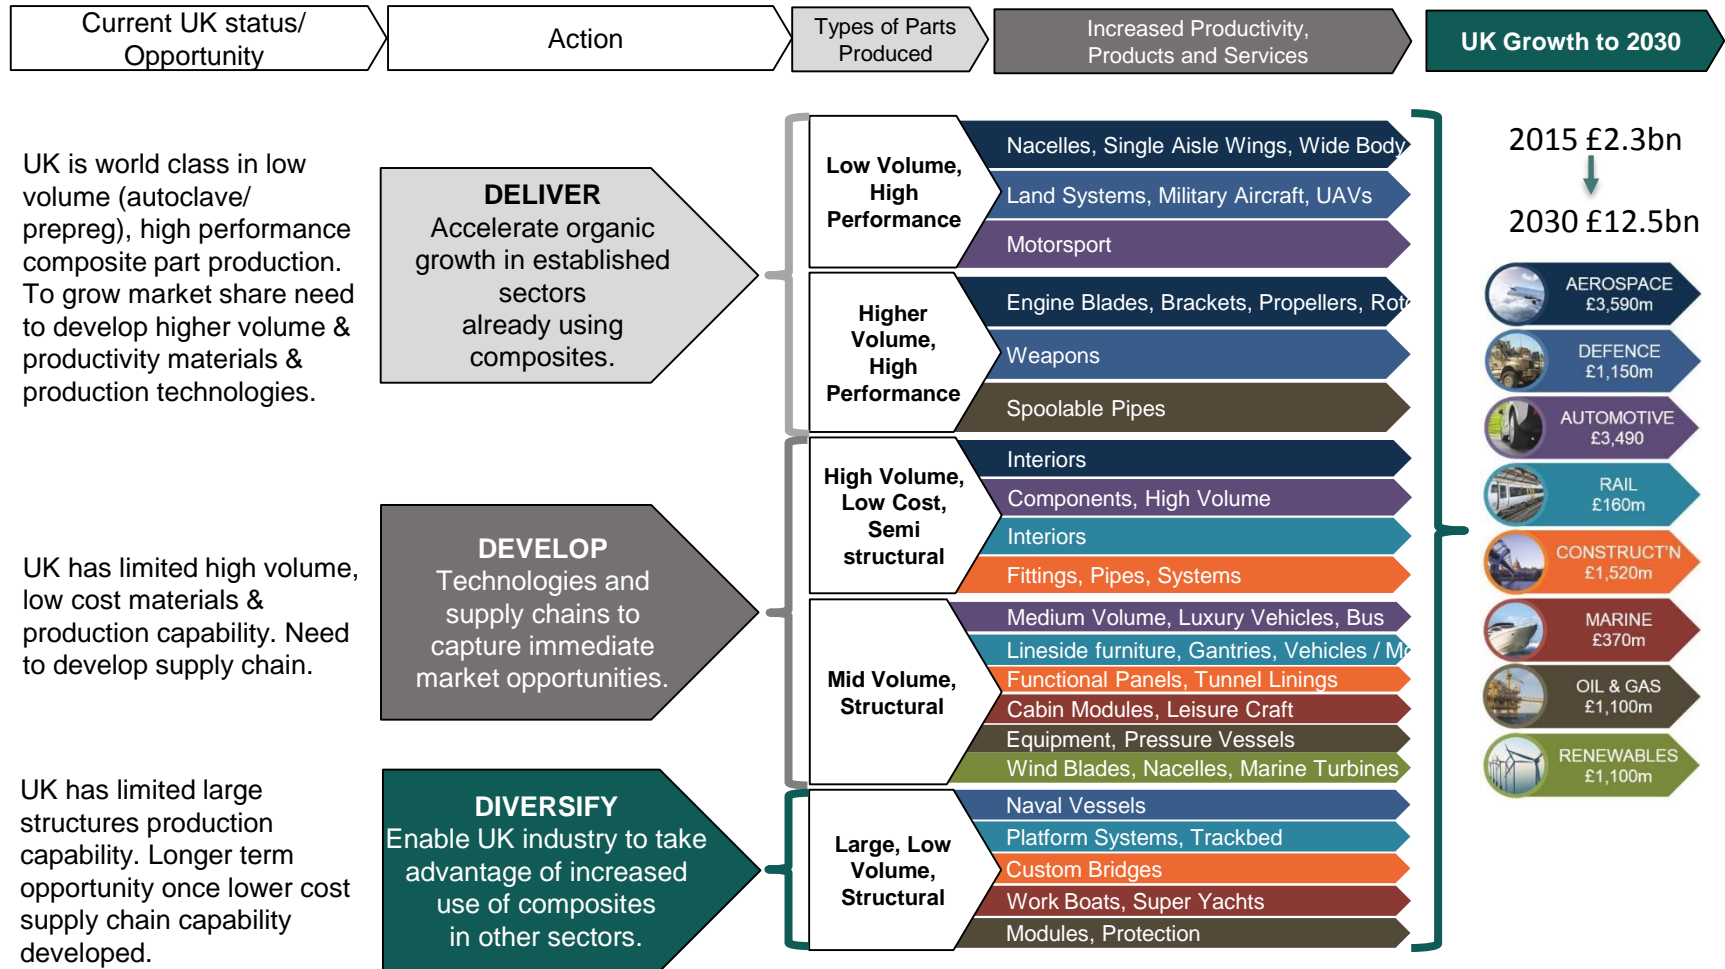 Current UK status/
Opportunity
Action
Types of Parts
Produced
Increased Productivity,
Products and Services
UK Growth to 2030
UK is world class in low
volume (autoclave/
prepreg), high performance
composite part production.
To grow market share need
to develop higher volume &
productivity materials &
production technologies.
UK has limited high volume,
low cost materials &
production capability. Need
to develop supply chain.
UK has limited large
structures production
capability. Longer term
opportunity once lower cost
supply chain capability
developed.
DELIVER
Accelerate organic
growth in established
sectors
already using
composites.
DEVELOP
Technologies and
supply chains to
capture immediate
market opportunities.
DIVERSIFY
Enable UK industry to take
advantage of increased
use of composites
in other sectors.
Low Volume,
High
Performance
Nacelles, Single Aisle Wings, Wide Body
Land Systems, Military Aircraft, UAVs
Motorsport
Higher
Volume,
High
Performance
Engine Blades, Brackets, Propellers,
Weapons
Spoolable Pipes
High Volume,
Low Cost,
Semi
structural
Interiors
Components, High Volume
Interiors
Fittings, Pipes, Systems
Mid Volume,
Structural
Medium Volume, Luxury Vehicles, Bus
Lineside furniture, Gantries, Vehicles /
Functional Panels, Tunnel Linings
Cabin Modules, Leisure Craft
Equipment, Pressure Vessels
Wind Blades, Nacelles, Marine Turbines
Large, Low
Volume,
Structural
Naval Vessels
Platform Systems, Trackbed
Custom Bridges
Work Boats, Super Yachts
Modules, Protection
2015 £2.3bn
2030 £12.5bn
AEROSPACE
£3,590m
DEFENCE
£1,150m
AUTOMOTIVE
£3,490
RAIL
£160m
CONSTRUCT'N
£1,520m
MARINE
£370m
OIL & GAS
£1,100m
RENEWABLES
£1,100m